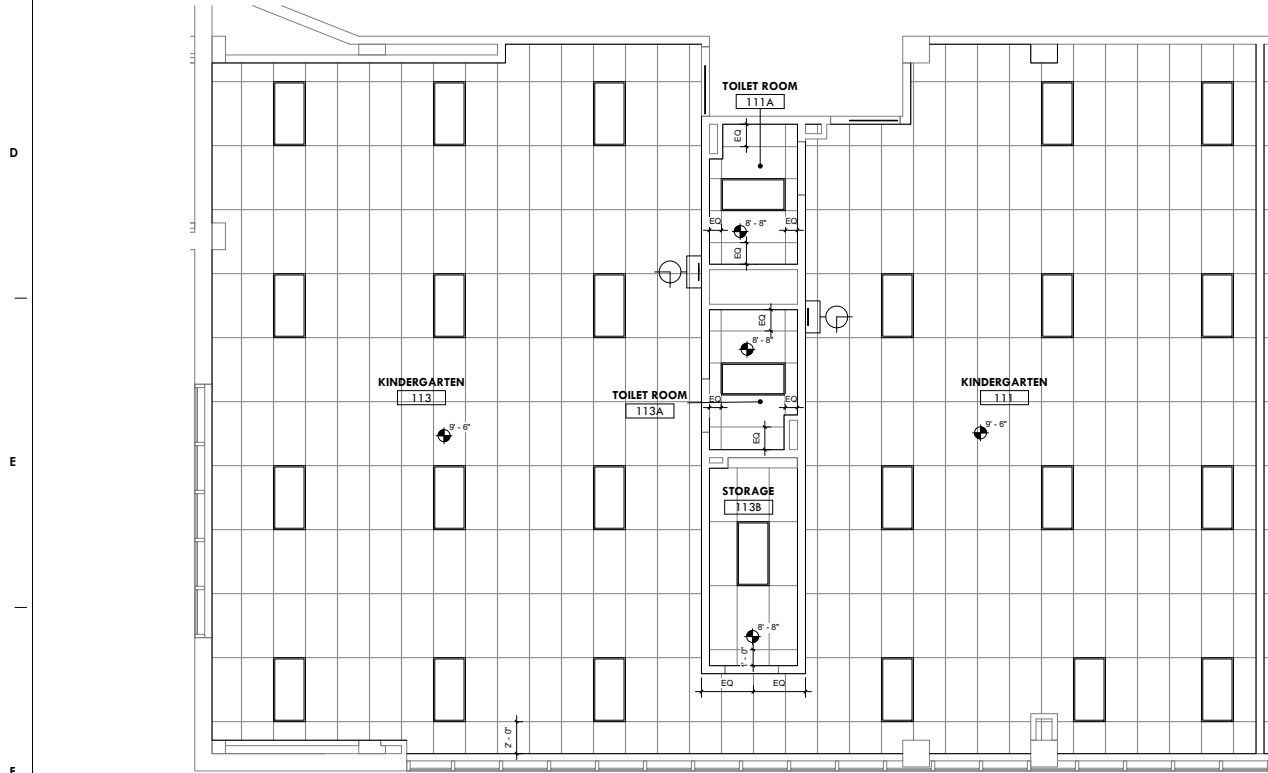 TOILET ROOM
111A
D
EQ
EQ
8' - 8"
EQ
EQ
EQ
8' - 8"
KINDERGARTEN
113
TOILET ROOM
113A
EQ
EQ
KINDERGARTEN
111
9' - 6"
9' - 6"
EQ
E
STORAGE
113B
8' - 8"
1' - 0"
EQ
EQ
2' - 0"
F